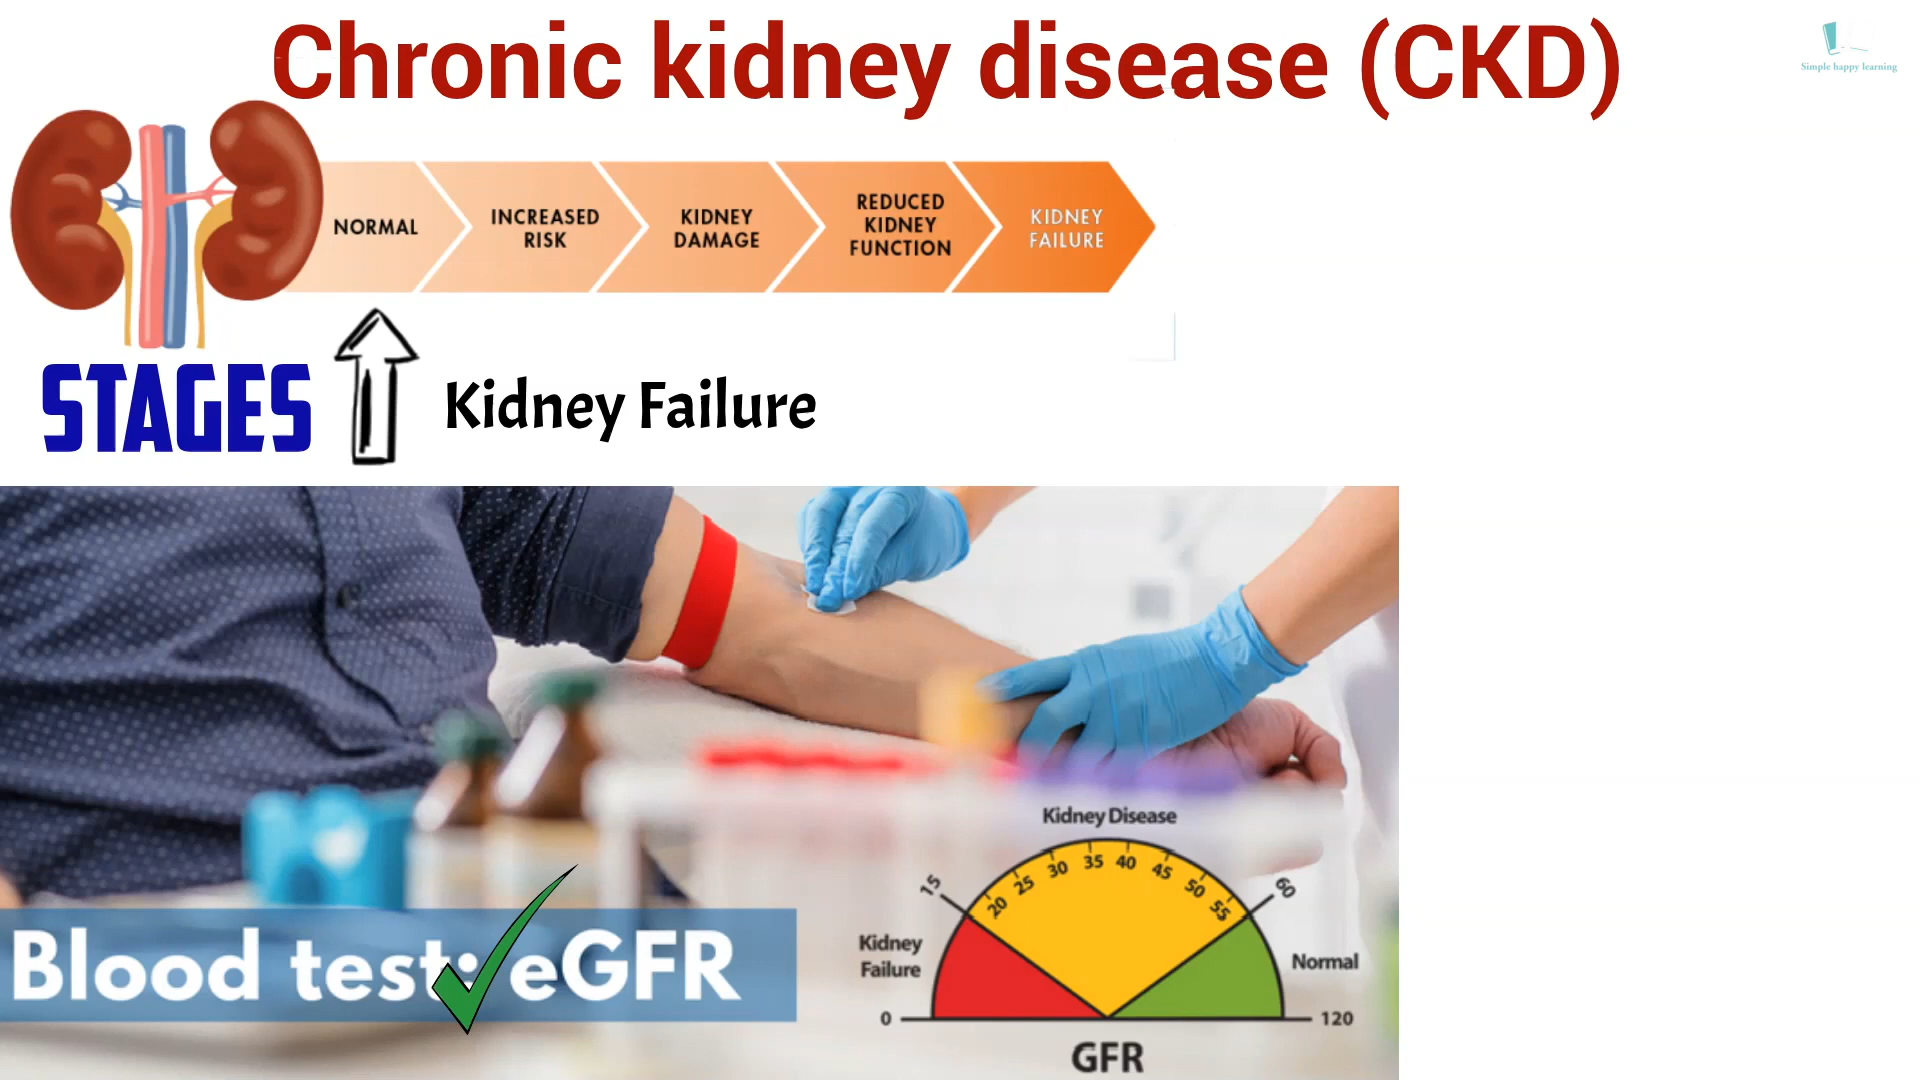 Chronic kidney disease (CKD)
Simple happy learning
NORMAL
INCREASED
RISK
KIDNEY
DAMAGE
REDUCED
KIDNEY
FUNCTION
KIDNEY
FAILURE
STAGES
Kidney Failure
Blood test: eGFR
Kidney Disease
15
20
25
30
35
40
45
50
55
60
Kidney
Failure
Normal
0
120
GFR